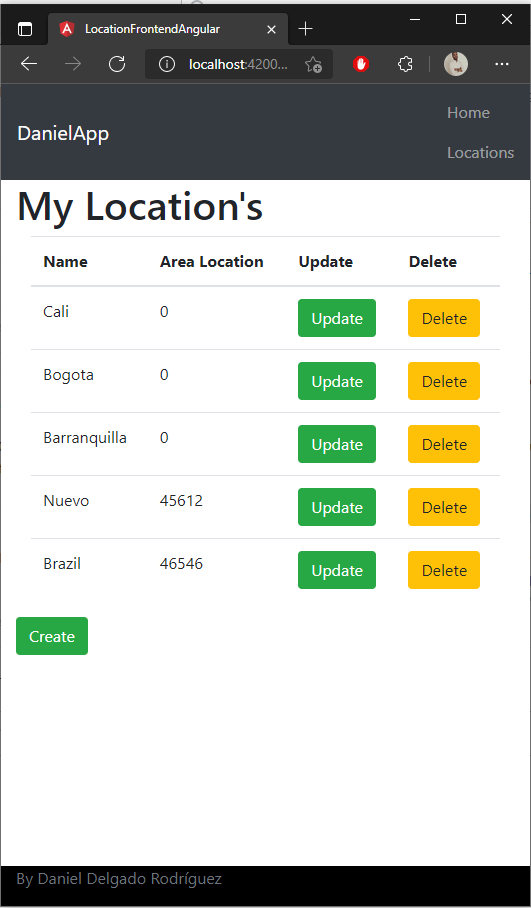 LocationFrontendAngular
localhost:4200...
DanielApp
Home
Locations
My Location's
Name Area Location Update Delete
Cali 0 Update Delete
Bogota 0 Update Delete
Barranquilla 0 Update Delete
Nuevo 45612 Update Delete
Brazil 46546 Update Delete
Create
By Daniel Delgado Rodríguez